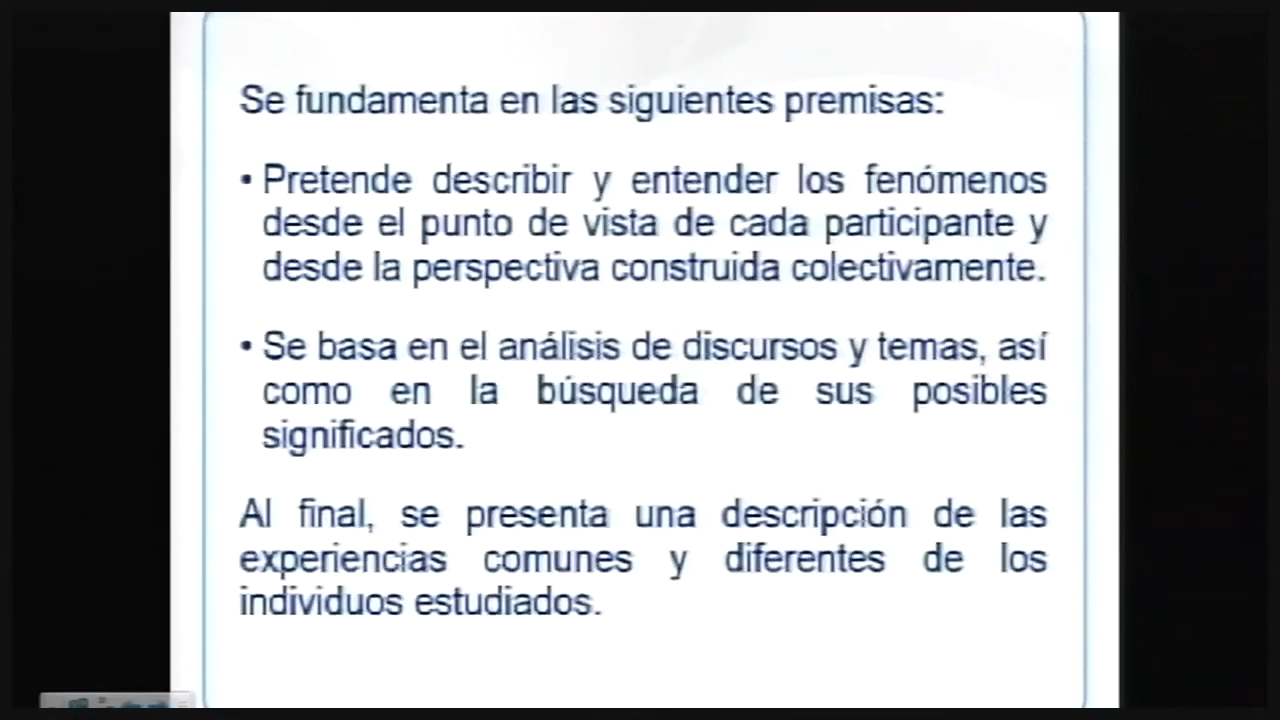 Se fundamenta en las siguientes premisas:
• Pretende describir y entender los fenómenos
desde el punto de vista de cada participante y
desde la perspectiva construida colectivamente.
• Se basa en el análisis de discursos y temas, así
como en la búsqueda de sus posibles
significados.
Al final, se presenta una descripción de las
experiencias comunes y diferentes de los
individuos estudiados.